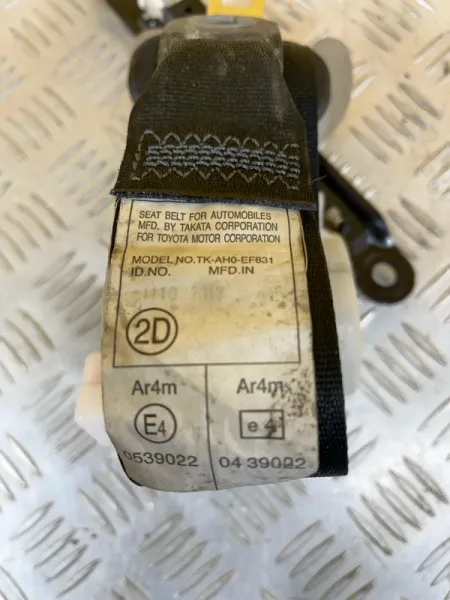 SEAT BELT FOR AUTOMOBILES
MFD. BY TAKATA CORPORATION
FOR TOYOTA MOTOR CORPORATION
MODEL NO.TK-AH0-EF831
ID.NO. MFD.IN
2D
Ar4m Ar4m
E4 e 4
0539022 04 39022